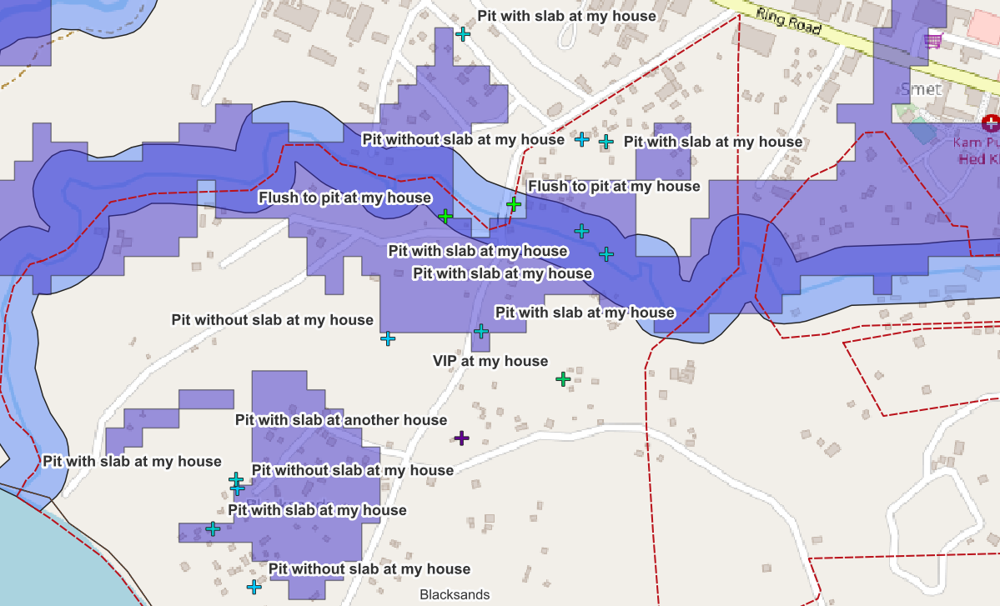 Pit with slab at my house
Ring Road
Smet
Pit without slab at my house
Pit with slab at my house
Flush to pit at my house
Flush to pit at my house
Pit with slab at my house
Pit with slab at my house
Pit with slab at my house
Pit without slab at my house
VIP at my house
Pit with slab at another house
Pit with slab at my house
Pit without slab at my house
Pit with slab at my house
Pit without slab at my house
Blacksands